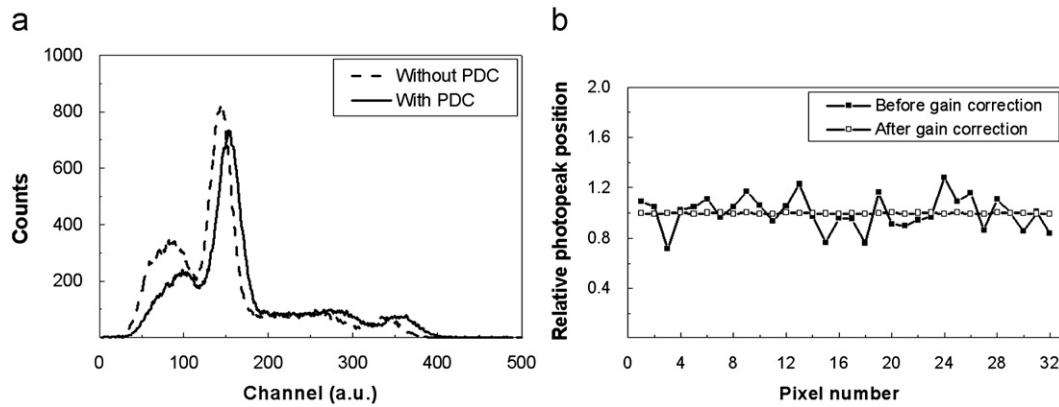 a
1000
800
600
400
200
0
100
200
300
400
500
Counts
Channel (a.u.)
Without PDC
With PDC
b
2.0
1.6
1.2
0.8
0.4
0
4
8
12
16
20
24
28
32
Relative photopeak position
Pixel number
Before gain correction
After gain correction